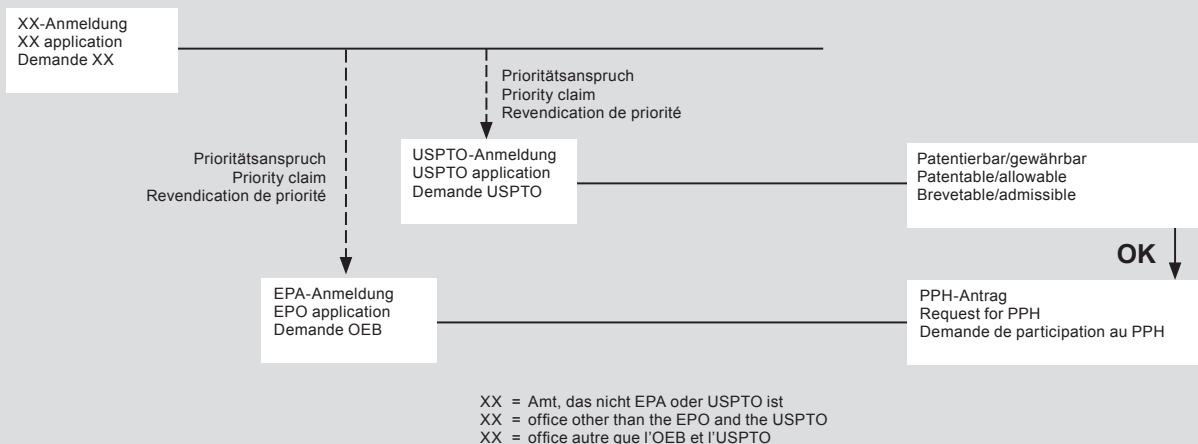 XX-Anmeldung
XX application
Demande XX
Prioritätsanspruch
Priority claim
Revendication de priorité
Prioritätsanspruch
Priority claim
Revendication de priorité
USPTO-Anmeldung
USPTO application
Demande USPTO
Patentierbar/gewährbar
Patentable/allowable
Brevetable/admissible
OK
EPA-Anmeldung
EPO application
Demande OEB
PPH-Antrag
Request for PPH
Demande de participation au PPH
XX = Amt, das nicht EPA oder USPTO ist
XX = office other than the EPO and the USPTO
XX = office autre que l'OEB et l'USPTO